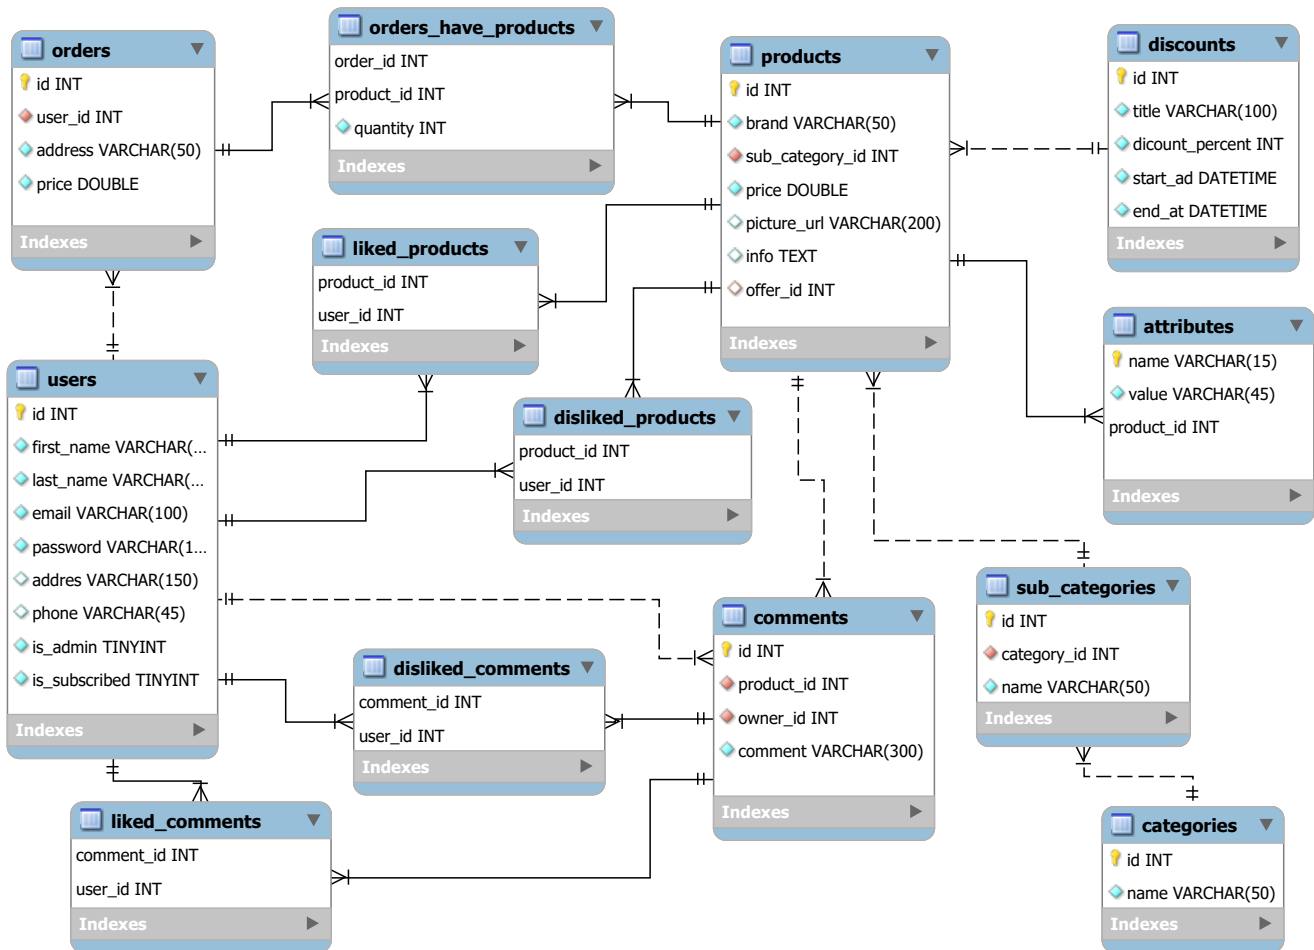 orders
id INT
user_id INT
address VARCHAR(50)
price DOUBLE
Indexes
orders_have_products
order_id INT
product_id INT
quantity INT
Indexes
products
id INT
brand VARCHAR(50)
sub_category_id INT
price DOUBLE
picture_url VARCHAR(200)
info TEXT
offer_id INT
Indexes
discounts
id INT
title VARCHAR(100)
dicount_percent INT
start_ad DATETIME
end_at DATETIME
Indexes
liked_products
product_id INT
user_id INT
Indexes
attributes
name VARCHAR(15)
value VARCHAR(45)
product_id INT
Indexes
users
id INT
first_name VARCHAR(...
last_name VARCHAR(...
email VARCHAR(100)
password VARCHAR(1...
addres VARCHAR(150)
phone VARCHAR(45)
is_admin TINYINT
is_subscribed TINYINT
Indexes
disliked_products
product_id INT
user_id INT
Indexes
sub_categories
id INT
category_id INT
name VARCHAR(50)
Indexes
comments
id INT
product_id INT
owner_id INT
comment VARCHAR(300)
Indexes
disliked_comments
comment_id INT
user_id INT
Indexes
liked_comments
comment_id INT
user_id INT
Indexes
categories
id INT
name VARCHAR(50)
Indexes